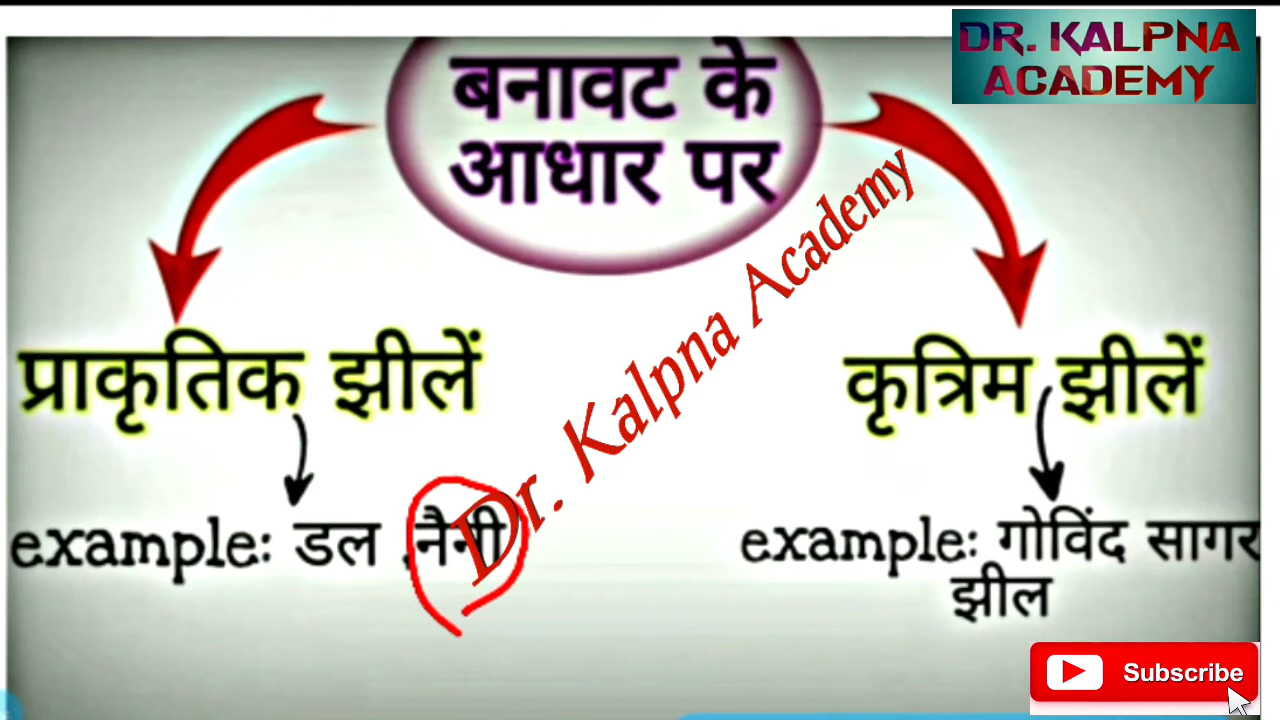 DR. KALPNA
ACADEMY
बनावट के
आधार पर
Dr. Kalpna Academy
प्राकृतिक झीलें
कृत्रिम झीलें
example: डल ,नैनी
example: गोविंद सागर
झील
Subscribe